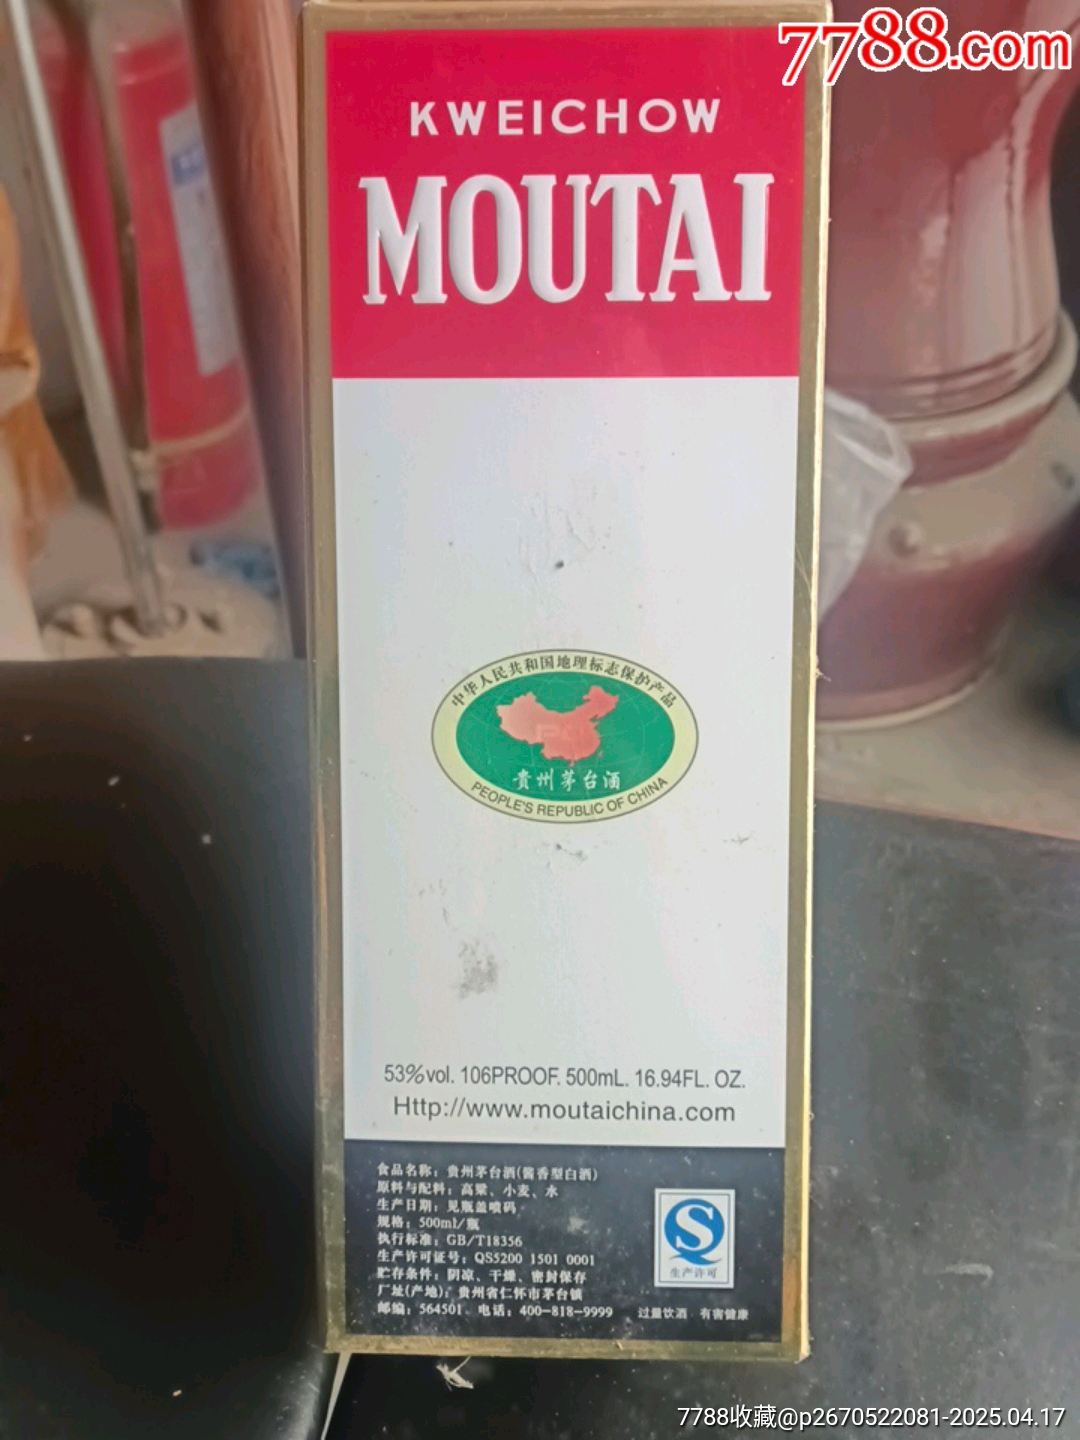 7788.com
KWEICHOW
MOUTAI
中华人民共和国地理标志保护产品
贵州茅台酒
PEOPLE'S REPUBLIC OF CHINA
53%vol. 106PROOF. 500mL. 16.94FL. OZ.
Http://www.moutaichina.com
食品名称：贵州茅台酒(酱香型白酒)
原料与配料：高粱、小麦、水
生产日期：见瓶盖喷码
规格：500ml/瓶
执行标准：GB/T18356
生产许可证号：QS5200 1501 0001
贮存条件：阴凉、干燥、密封保存
厂址(产地)：贵州省仁怀市茅台镇
邮编：564501 电话：400-818-9999
生产许可
过量饮酒 有害健康
7788收藏@p2670522081-2025.04.17